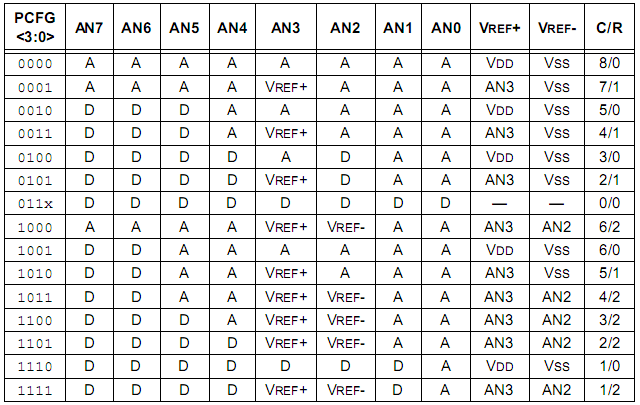 PCFG <3:0> AN7 AN6 AN5 AN4 AN3 AN2 AN1 AN0 VREF+ VREF- C/R
0000 A A A A A A A A VDD VSS 8/0
0001 A A A A VREF+ A A A AN3 VSS 7/1
0010 D D D A A A A A VDD VSS 5/0
0011 D D D A VREF+ A A A AN3 VSS 4/1
0100 D D D D A D A A VDD VSS 3/0
0101 D D D D VREF+ D A A AN3 VSS 2/1
011x D D D D D D D D — — 0/0
1000 A A A A VREF+ VREF- A A AN3 AN2 6/2
1001 D D A A A A A A VDD VSS 6/0
1010 D D A A VREF+ A A A AN3 VSS 5/1
1011 D D A A VREF+ VREF- A A AN3 AN2 4/2
1100 D D D A VREF+ VREF- A A AN3 AN2 3/2
1101 D D D D VREF+ VREF- A A AN3 AN2 2/2
1110 D D D D D D D A VDD VSS 1/0
1111 D D D D VREF+ VREF- D A AN3 AN2 1/2